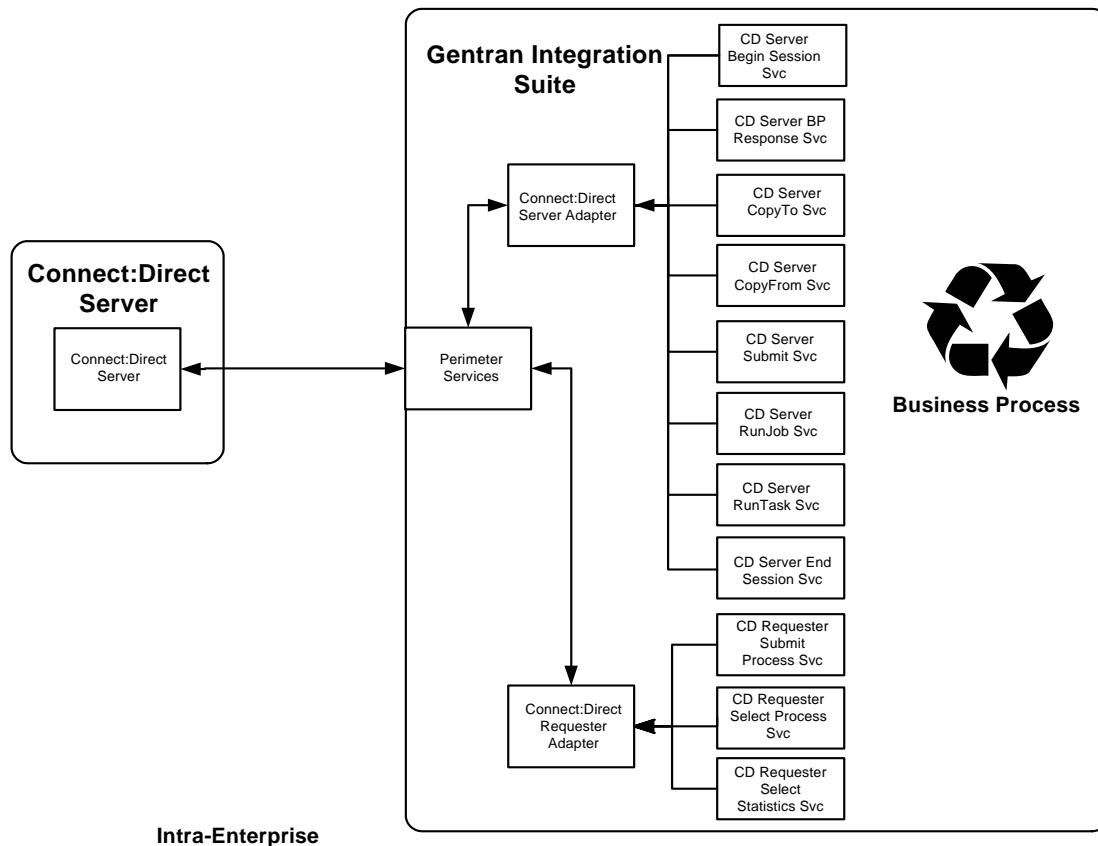 Gentran Integration
Suite
CD Server
Begin Session
Svc
CD Server BP
Response Svc
Connect:Direct
Server Adapter
CD Server
CopyTo Svc
Connect:Direct
Server
CD Server
CopyFrom Svc
Connect:Direct
Server
Perimeter
Services
CD Server
Submit Svc
Business Process
CD Server
RunJob Svc
CD Server
RunTask Svc
CD Server End
Session Svc
CD Requester
Submit
Process Svc
Connect:Direct
Requester
Adapter
CD Requester
Select Process
Svc
CD Requester
Select
Statistics Svc
Intra-Enterprise